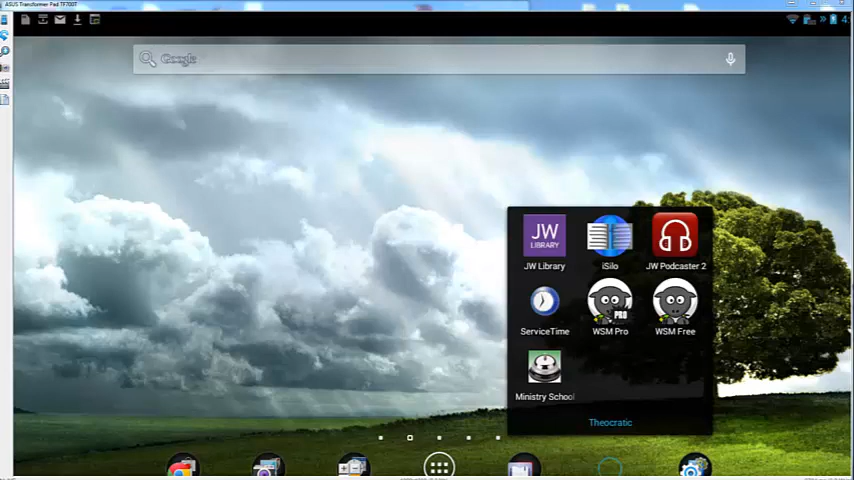 ASUS Transformer Pad TF700T
Google
JW
LIBRARY
JW Library
iSilo
JW Podcaster 2
ServiceTime
PRO
WSM Pro
WSM Free
Ministry School
Theocratic